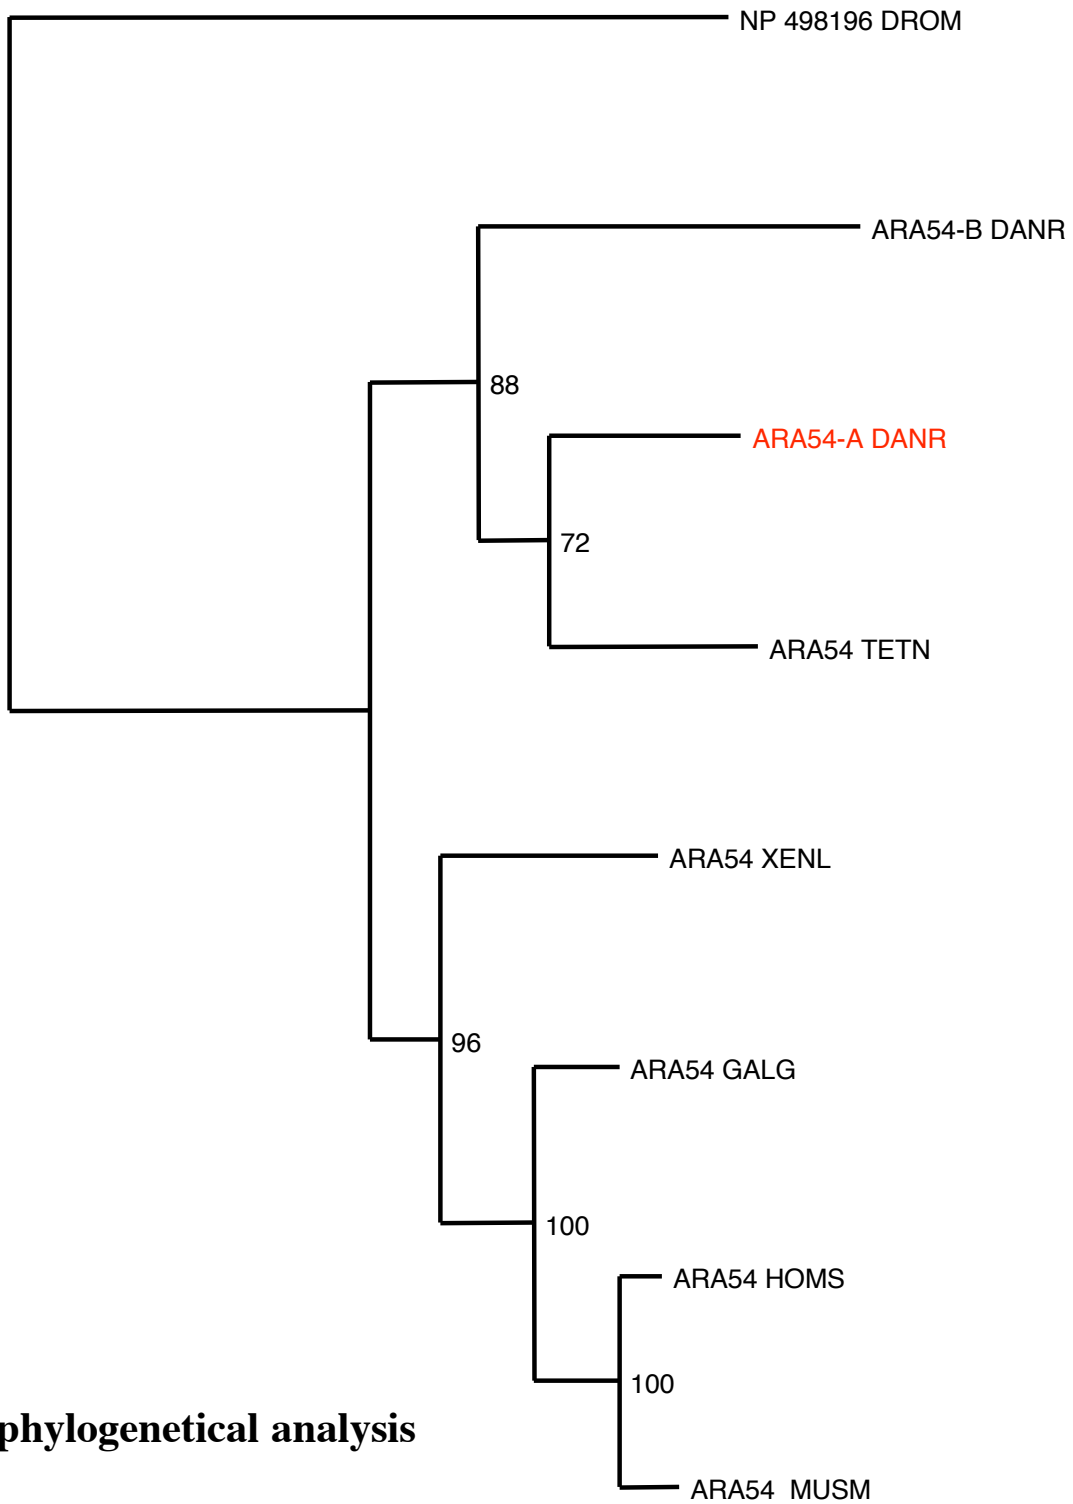 NP 498196 DROM
ARA54-B DANR
88
ARA54-A DANR
72
ARA54 TETN
ARA54 XENL
96
ARA54 GALG
100
ARA54 HOMS
100
phylogenetical analysis
ARA54 MUSM